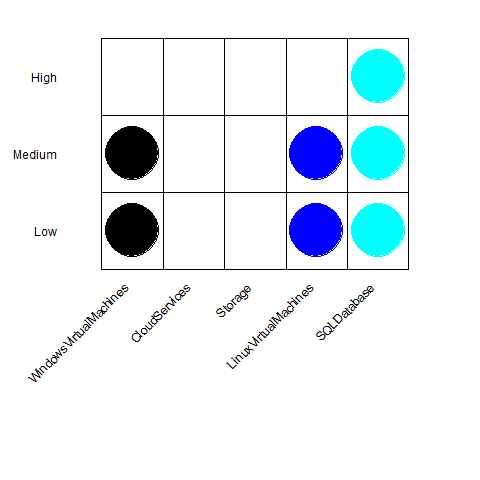 High
Medium
Low
WindowsVirtualMachines
CloudServices
Storage
LinuxVirtualMachines
SQLDatabase